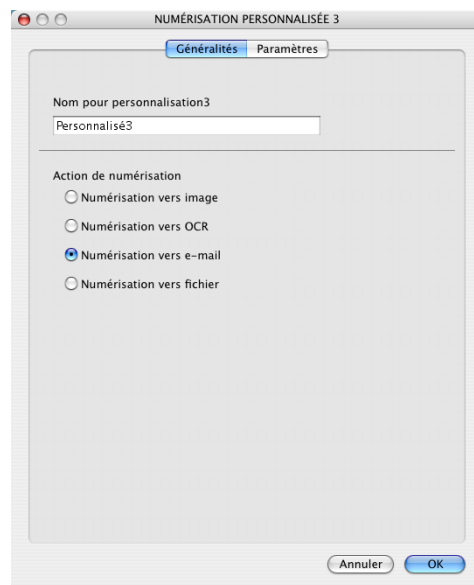 NUMÉRISATION PERSONNALISÉE 3
Généralités Paramètres
Nom pour personnalisation3
Personnalisé3
Action de numérisation
Numérisation vers image
Numérisation vers OCR
Numérisation vers e-mail
Numérisation vers fichier
Annuler OK